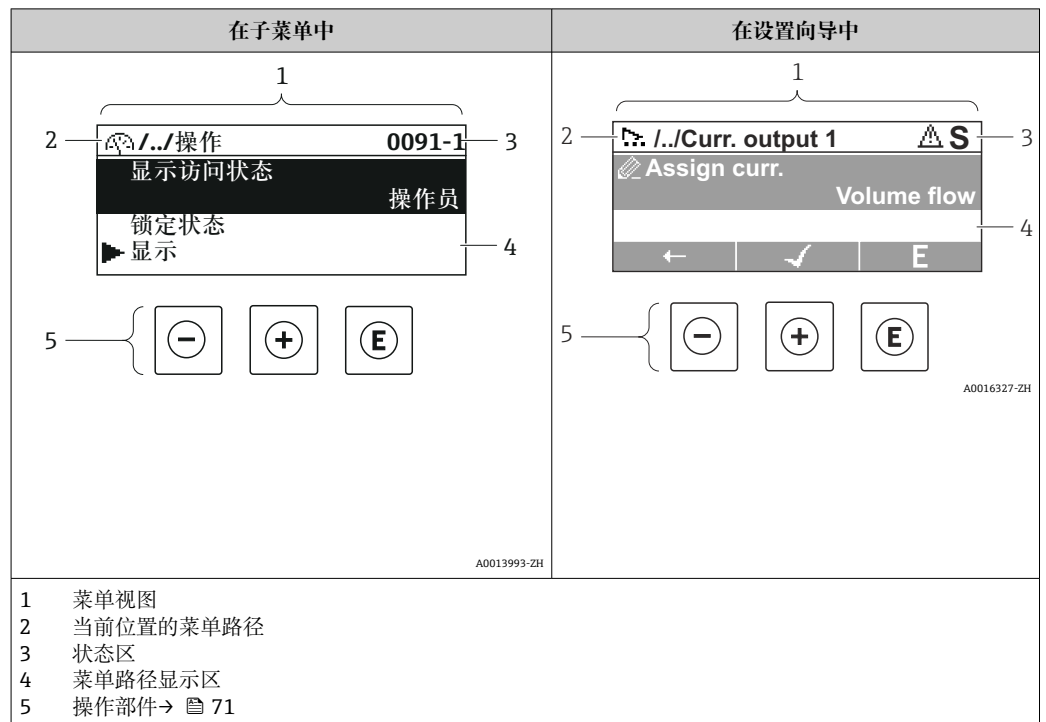 在子菜单中
在设置向导中
1
2
/../操作 0091-1
3
显示访问状态
操作员
锁定状态
显示
4
5
− + E
A0013993-ZH
1
2
/../Curr. output 1 S
3
Assign curr.
Volume flow
4
← ✓ E
5
− + E
A0016327-ZH
1 菜单视图
2 当前位置的菜单路径
3 状态区
4 菜单路径显示区
5 操作部件→ 71